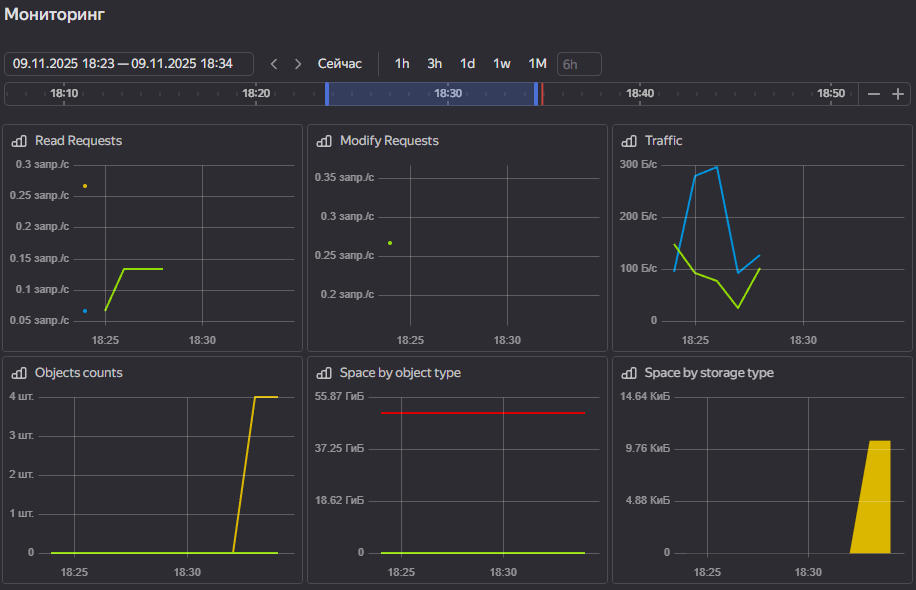 Мониторинг
09.11.2025 18:23 — 09.11.2025 18:34 Сейчас 1h 3h 1d 1w 1M 6h
18:10 18:20 18:30 18:40 18:50
Read Requests
0.3 запр./с
0.25 запр./с
0.2 запр./с
0.15 запр./с
0.1 запр./с
0.05 запр./с
18:25 18:30
Modify Requests
0.35 запр./с
0.3 запр./с
0.25 запр./с
0.2 запр./с
18:25 18:30
Traffic
300 Б/с
200 Б/с
100 Б/с
0
18:25 18:30
Objects counts
4 шт.
3 шт.
2 шт.
1 шт.
0
18:25 18:30
Space by object type
55.87 ГиБ
37.25 ГиБ
18.62 ГиБ
0
18:25 18:30
Space by storage type
14.64 КиБ
9.76 КиБ
4.88 КиБ
0
18:25 18:30